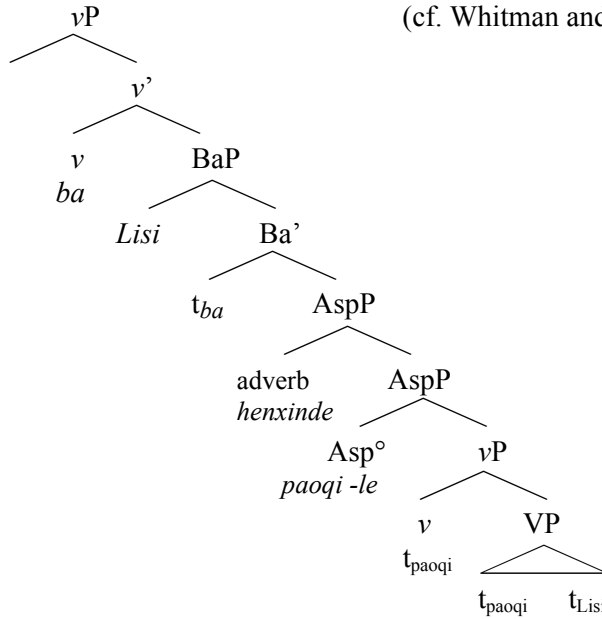 vP
(cf. Whitman and
v’
v BaP
ba
Lisi Ba’
tba AspP
adverb AspP
henxinde
Asp° vP
paoqi -le
v VP
tpaoqi
tpaoqi tLisi